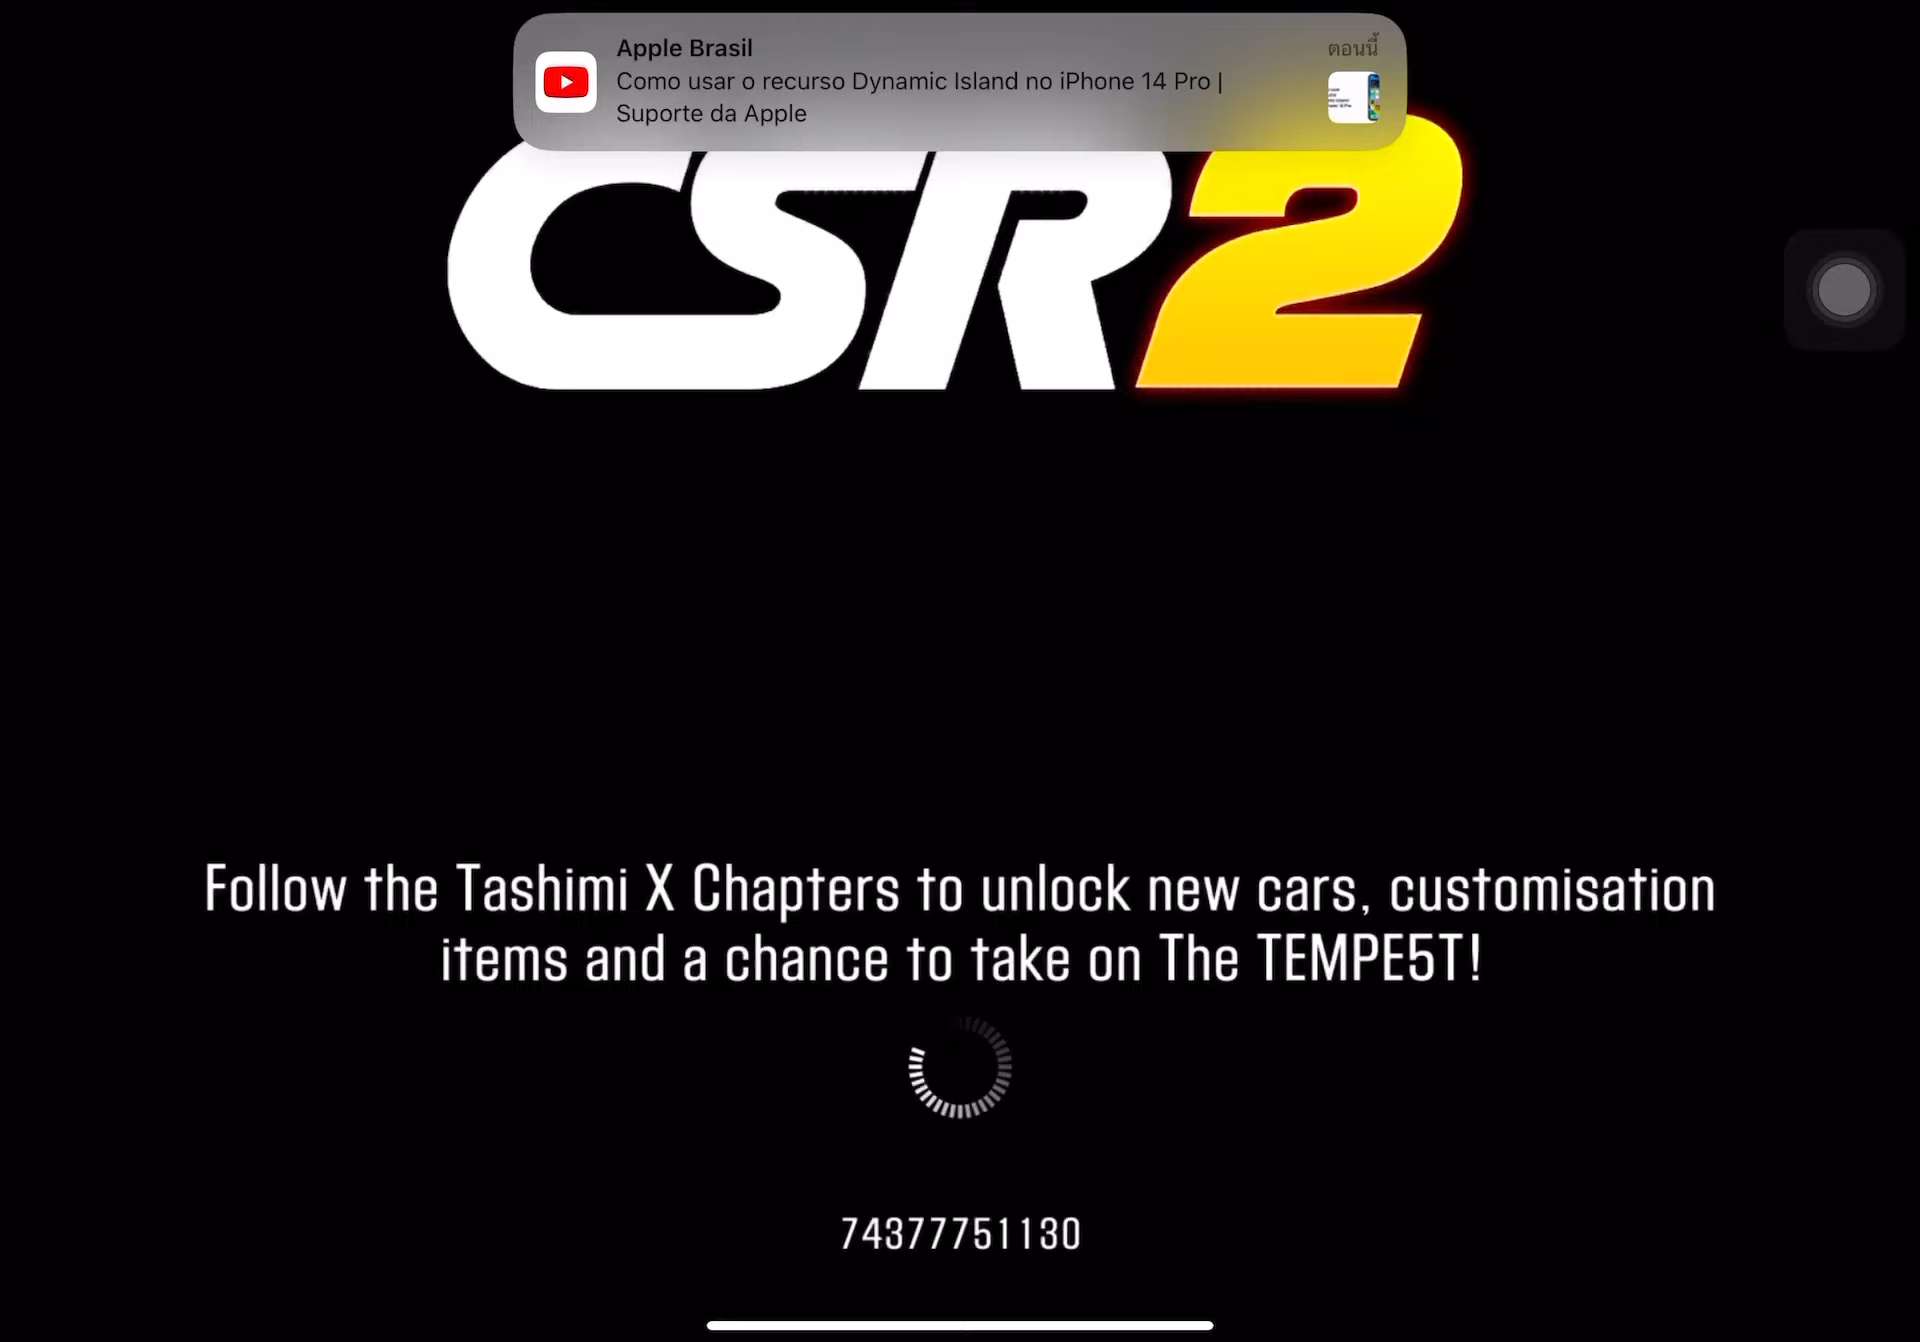 Apple Brasil
ตอนนี้
Como usar o recurso Dynamic Island no iPhone 14 Pro |
Suporte da Apple
CSR2
Follow the Tashimi X Chapters to unlock new cars, customisation
items and a chance to take on The TEMPE5T!
74377751130